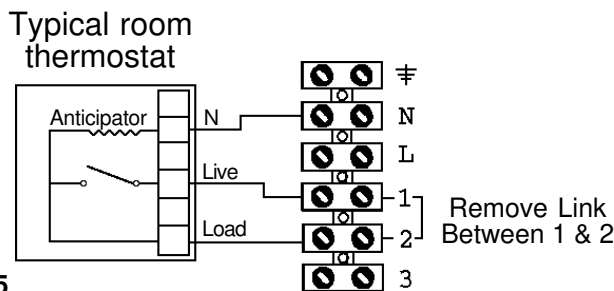 Typical room
thermostat
Anticipator
N
Live
Load
N
L
1
2
3
Remove Link
Between 1 & 2
5